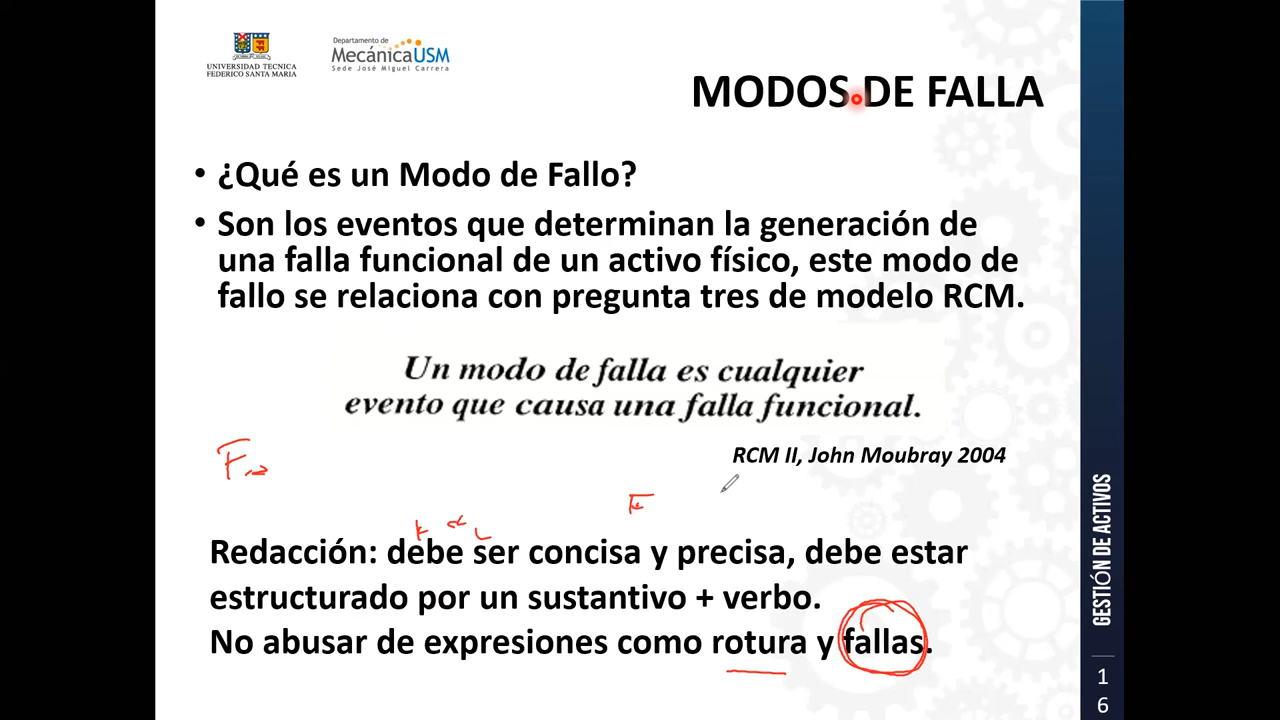 UNIVERSIDAD TECNICA
FEDERICO SANTA MARIA
Departamento de
MecánicaUSM
Sede José Miguel Carrera
MODOS DE FALLA
• ¿Qué es un Modo de Fallo?
• Son los eventos que determinan la generación de
una falla funcional de un activo físico, este modo de
fallo se relaciona con pregunta tres de modelo RCM.
Un modo de falla es cualquier
evento que causa una falla funcional.
RCM II, John Moubray 2004
Redacción: debe ser concisa y precisa, debe estar
estructurado por un sustantivo + verbo.
No abusar de expresiones como rotura y fallas.
GESTIÓN DE ACTIVOS
1
6